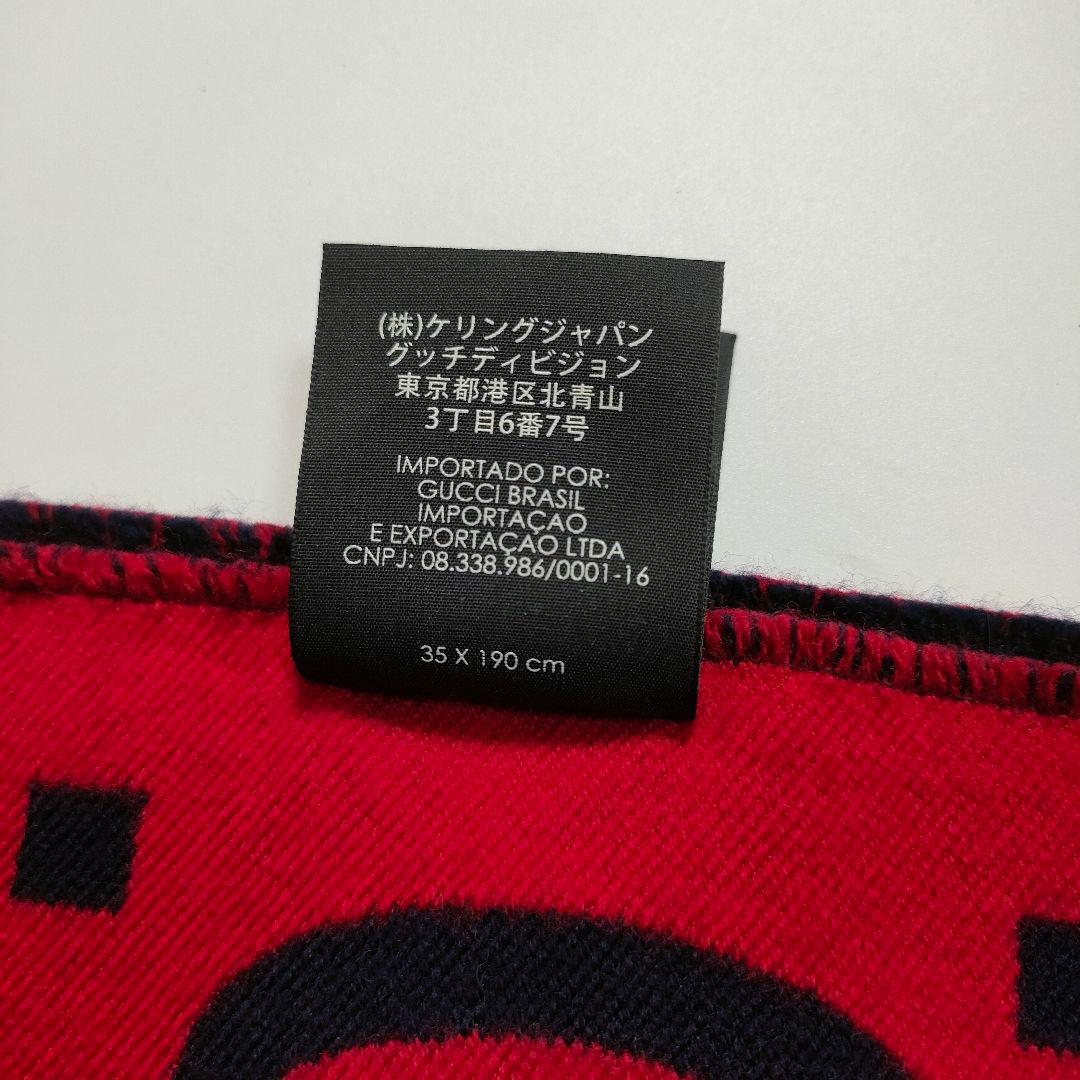 (株)ケリングジャパン
グッチディビジョン
東京都港区北青山
3丁目6番7号
IMPORTADO POR:
GUCCI BRASIL
IMPORTAÇAO
E EXPORTAÇAO LTDA
CNPJ: 08.338.986/0001-16
35 X 190 cm